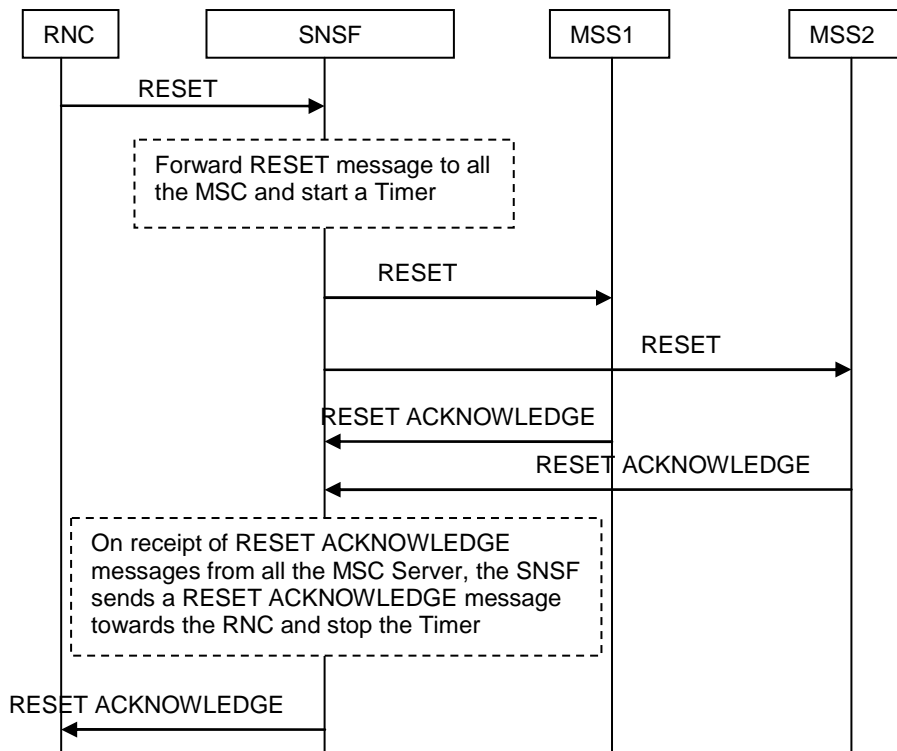 RNC
SNSF
MSS1
MSS2
RESET
Forward RESET message to all
the MSC and start a Timer
RESET
RESET
RESET ACKNOWLEDGE
RESET ACKNOWLEDGE
On receipt of RESET ACKNOWLEDGE
messages from all the MSC Server, the SNSF
sends a RESET ACKNOWLEDGE message
towards the RNC and stop the Timer
RESET ACKNOWLEDGE